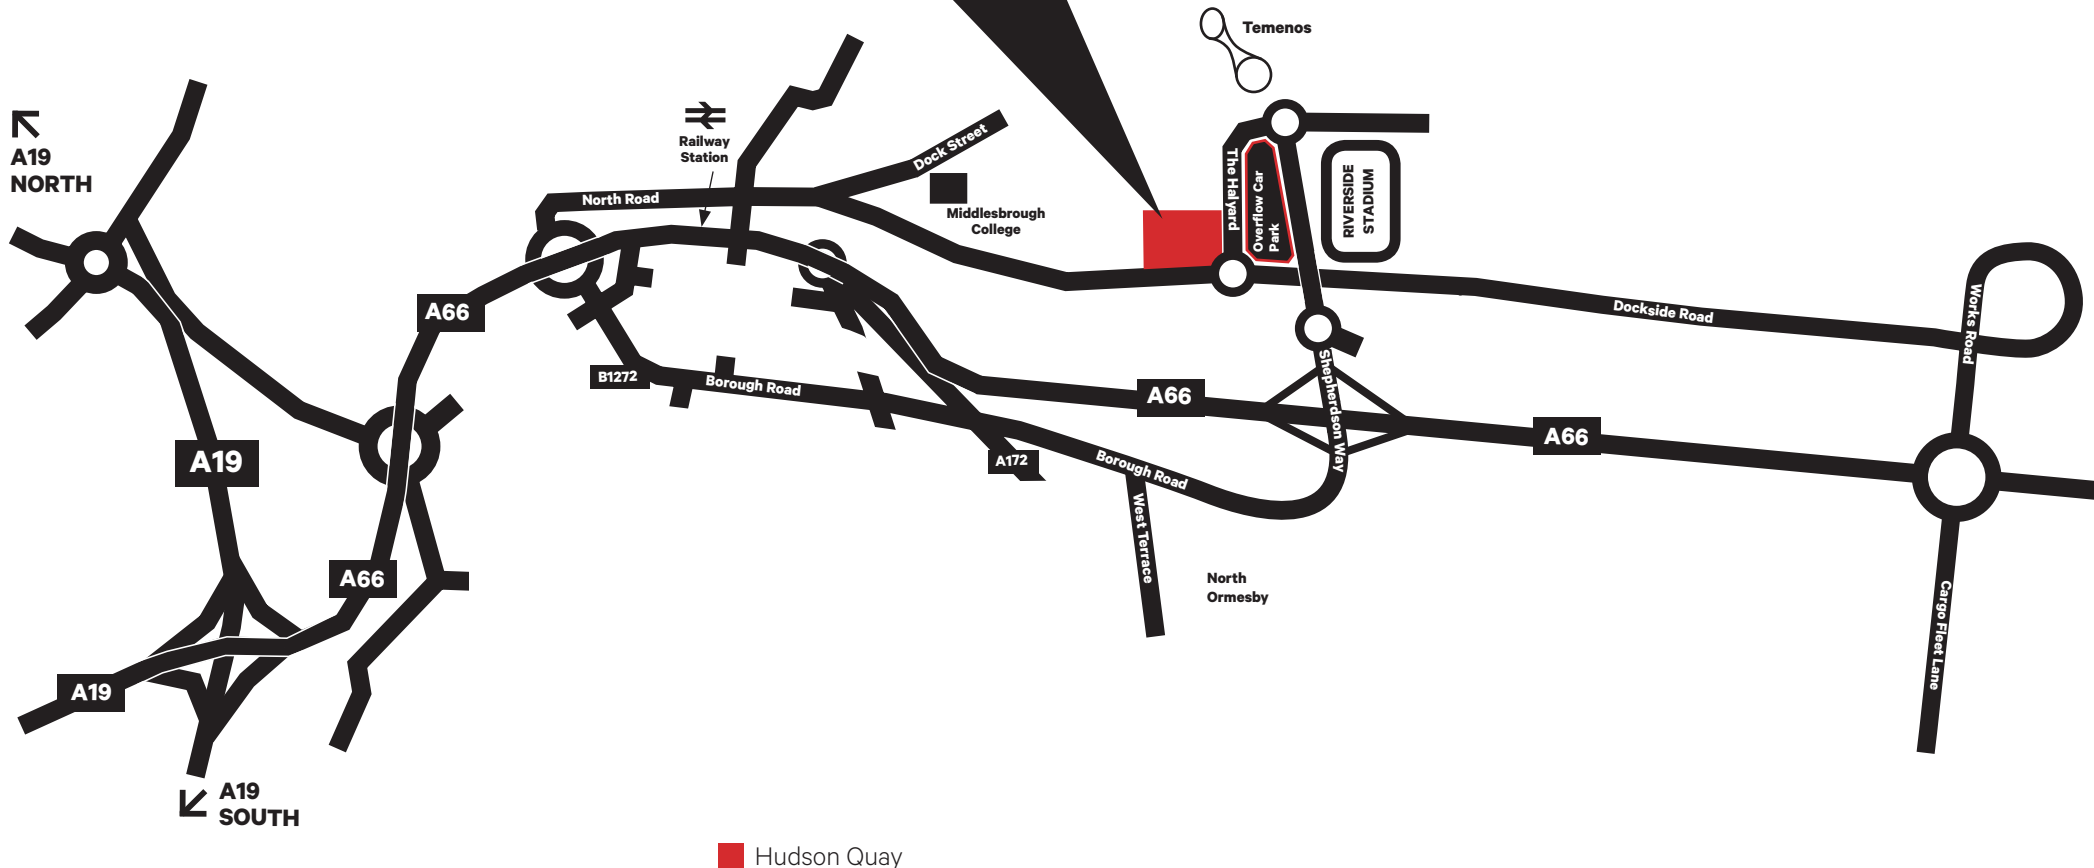 Temenos
A19
NORTH
Railway
Station
Dock Street
North Road
Middlesbrough
College
The Halyard
Overflow Car
Park
RIVERSIDE
STADIUM
Dockside Road
Works Road
A66
B1272
Borough Road
A66
Shepherdson Way
A66
A19
A172
Borough Road
West Terrace
A66
North
Ormesby
Cargo Fleet Lane
A19
A19
SOUTH
Hudson Quay